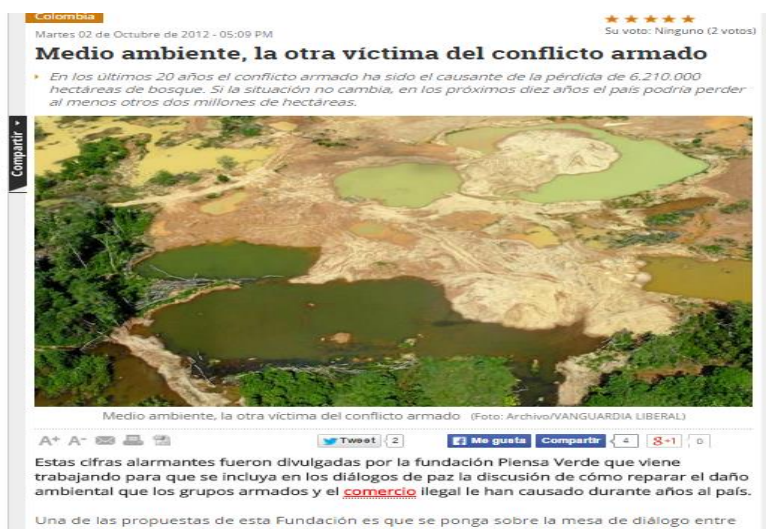 Colombia
Martes 02 de Octubre de 2012 - 05:09 PM
Su voto: Ninguno (2 votos)
Medio ambiente, la otra víctima del conflicto armado
En los últimos 20 años el conflicto armado ha sido el causante de la pérdida de 6.210.000
hectáreas de bosque. Si la situación no cambia, en los próximos diez años el país podría perder
al menos otros dos millones de hectáreas.
Compartir
Medio ambiente, la otra víctima del conflicto armado (Foto: Archivo/VANGUARDIA LIBERAL)
A+ A- Tweet 2 Me gusta Compartir 4 g+1 0
Estas cifras alarmantes fueron divulgadas por la fundación Piensa Verde que viene
trabajando para que se incluya en los diálogos de paz la discusión de cómo reparar el daño
ambiental que los grupos armados y el comercio ilegal le han causado durante años al país.
Una de las propuestas de esta Fundación es que se ponga sobre la mesa de diálogo entre